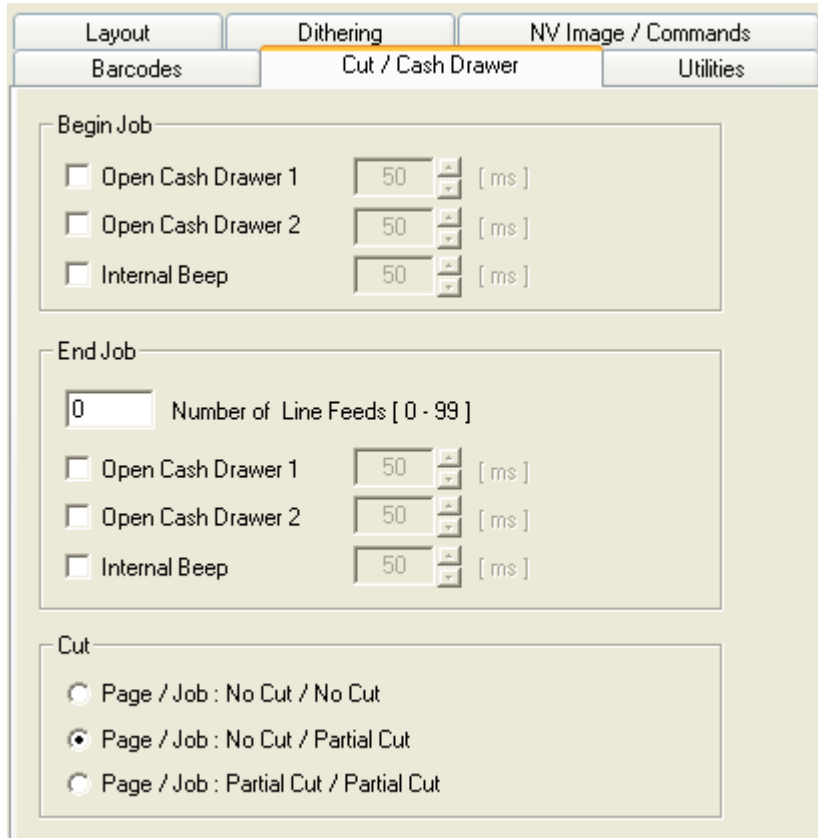 Layout Dithering NV Image / Commands
Barcodes Cut / Cash Drawer Utilities
Begin Job
Open Cash Drawer 1 50 [ ms ]
Open Cash Drawer 2 50 [ ms ]
Internal Beep 50 [ ms ]
End Job
0 Number of Line Feeds [ 0 - 99 ]
Open Cash Drawer 1 50 [ ms ]
Open Cash Drawer 2 50 [ ms ]
Internal Beep 50 [ ms ]
Cut
Page / Job : No Cut / No Cut
Page / Job : No Cut / Partial Cut
Page / Job : Partial Cut / Partial Cut